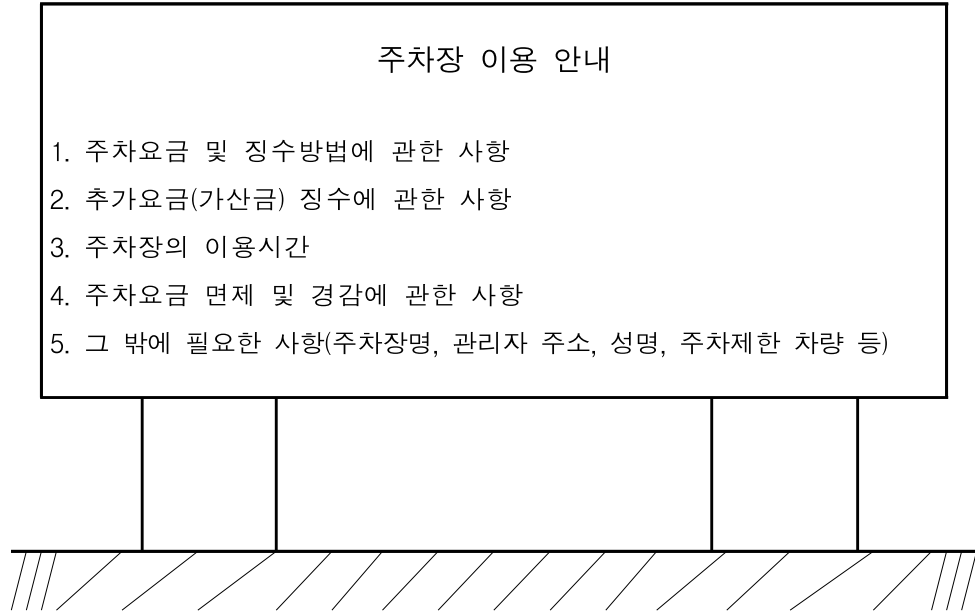 주차장 이용 안내
1. 주차요금 및 징수방법에 관한 사항
2. 추가요금(가산금) 징수에 관한 사항
3. 주차장의 이용시간
4. 주차요금 면제 및 경감에 관한 사항
5. 그 밖에 필요한 사항(주차장명, 관리자 주소, 성명, 주차제한 차량 등)